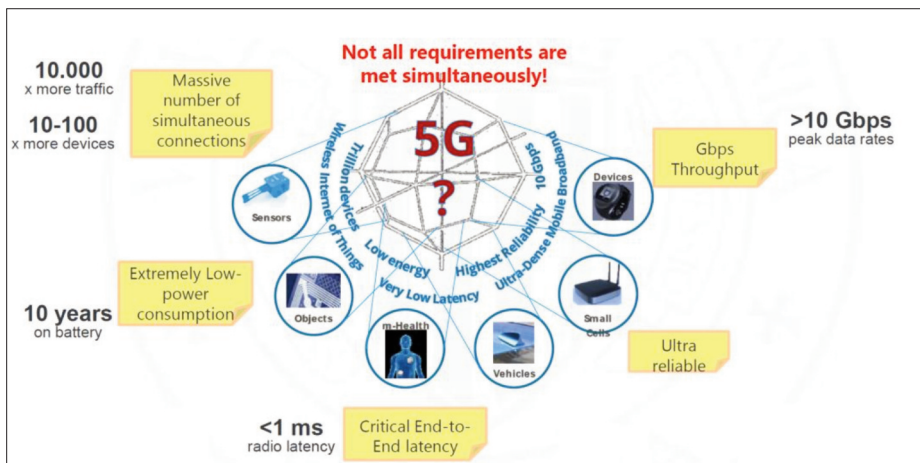 Not all requirements are
met simultaneously!
10.000
x more traffic
10-100
x more devices
Massive
number of
simultaneous
connections
5G
?
>10 Gbps
peak data rates
Gbps
Throughput
Wireless Internet of Things
Trillion devices
Low energy
Very Low Latency
Highest Reliability
10 Gbps
Ultra-Dense Mobile Broadband
Sensors
Devices
Objects
m-Health
Vehicles
Small
Cells
Extremely Low-
power
consumption
10 years
on battery
Ultra
reliable
<1 ms
radio latency
Critical End-to-
End latency